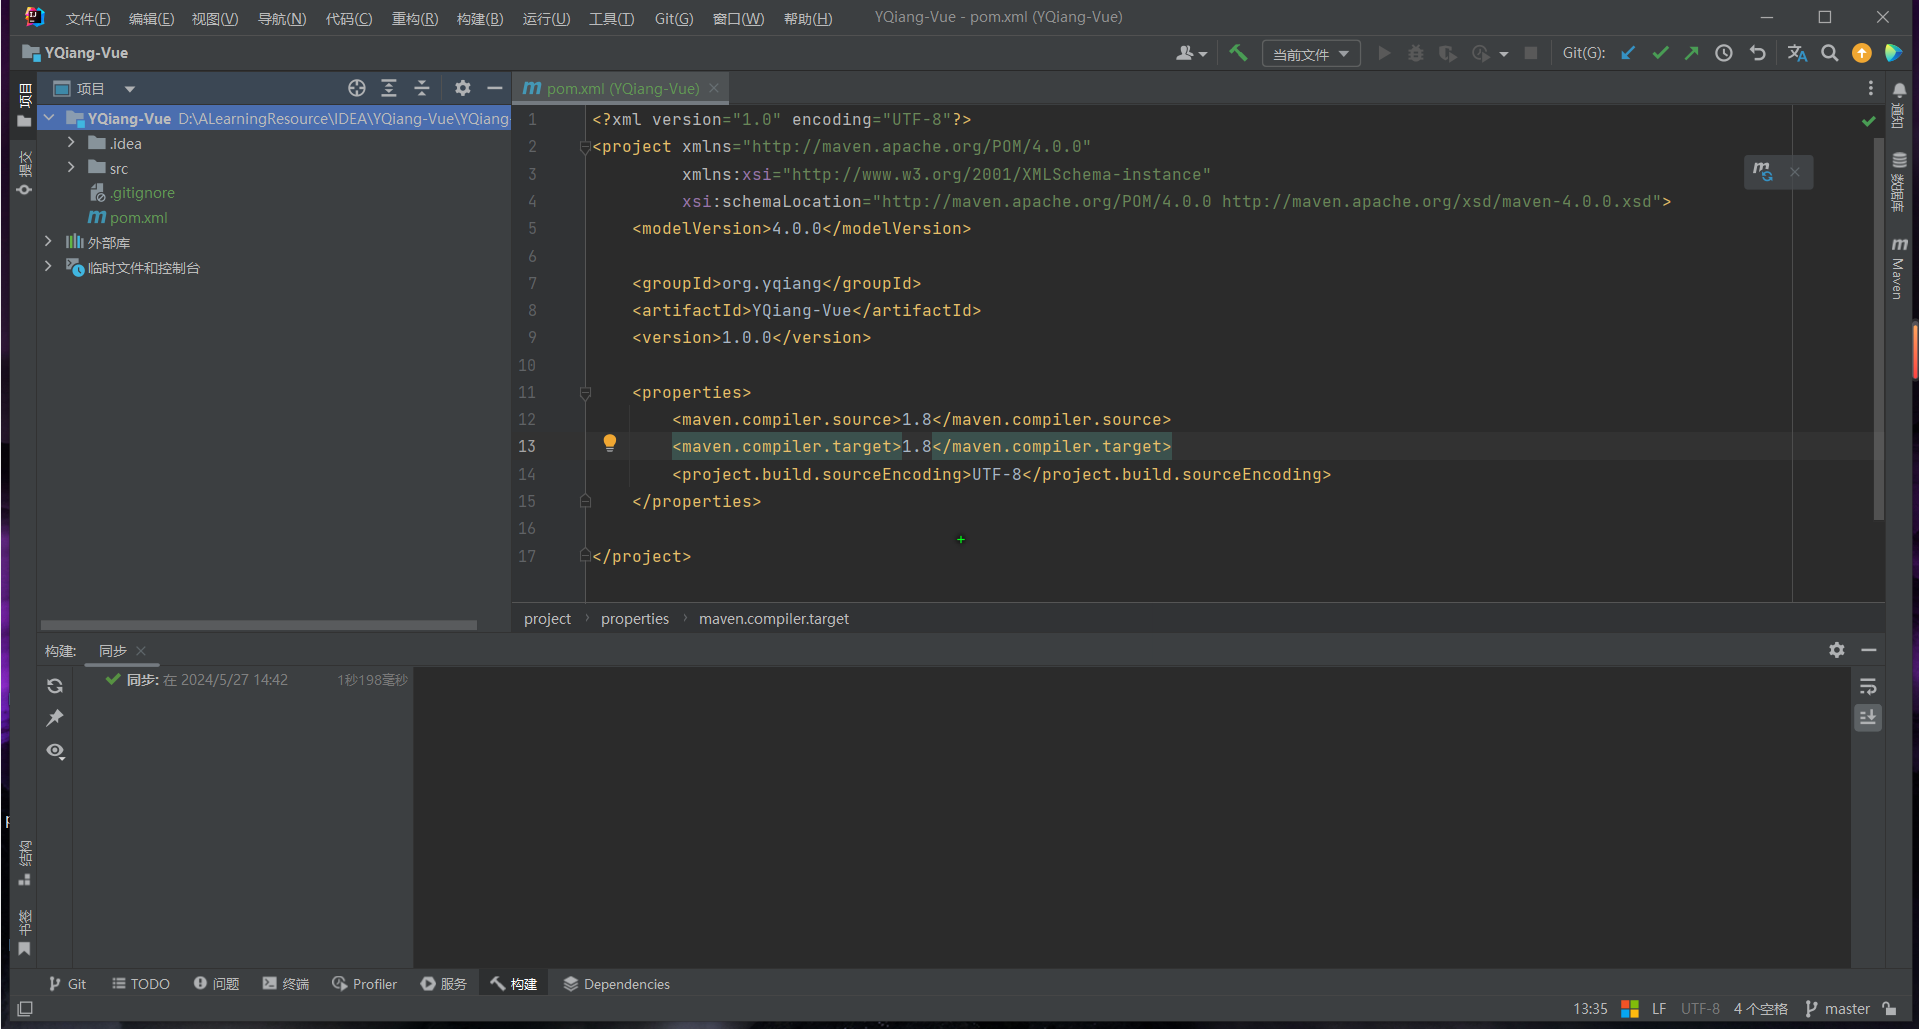 文件(F) 编辑(E) 视图(V) 导航(N) 代码(C) 重构(R) 构建(B) 运行(U) 工具(T) Git(G) 窗口(W) 帮助(H) YQiang-Vue - pom.xml (YQiang-Vue)
YQiang-Vue
当前文件
Git(G):
项目
提交
结构
书签
项目
YQiang-Vue D:\ALearningResource\IDEA\YQiang-Vue\YQiang-
.idea
src
.gitignore
pom.xml
外部库
临时文件和控制台
pom.xml (YQiang-Vue)
1 <?xml version="1.0" encoding="UTF-8"?>
2 <project xmlns="http://maven.apache.org/POM/4.0.0"
3 xmlns:xsi="http://www.w3.org/2001/XMLSchema-instance"
4 xsi:schemaLocation="http://maven.apache.org/POM/4.0.0 http://maven.apache.org/xsd/maven-4.0.0.xsd">
5 <modelVersion>4.0.0</modelVersion>
6
7 <groupId>org.yqiang</groupId>
8 <artifactId>YQiang-Vue</artifactId>
9 <version>1.0.0</version>
10
11 <properties>
12 <maven.compiler.source>1.8</maven.compiler.source>
13 <maven.compiler.target>1.8</maven.compiler.target>
14 <project.build.sourceEncoding>UTF-8</project.build.sourceEncoding>
15 </properties>
16
17 </project>
project › properties › maven.compiler.target
通知
数据库
Maven
构建: 同步
同步: 在 2024/5/27 14:42 1秒198毫秒
Git TODO 问题 终端 Profiler 服务 构建 Dependencies
13:35 LF UTF-8 4 个空格 master